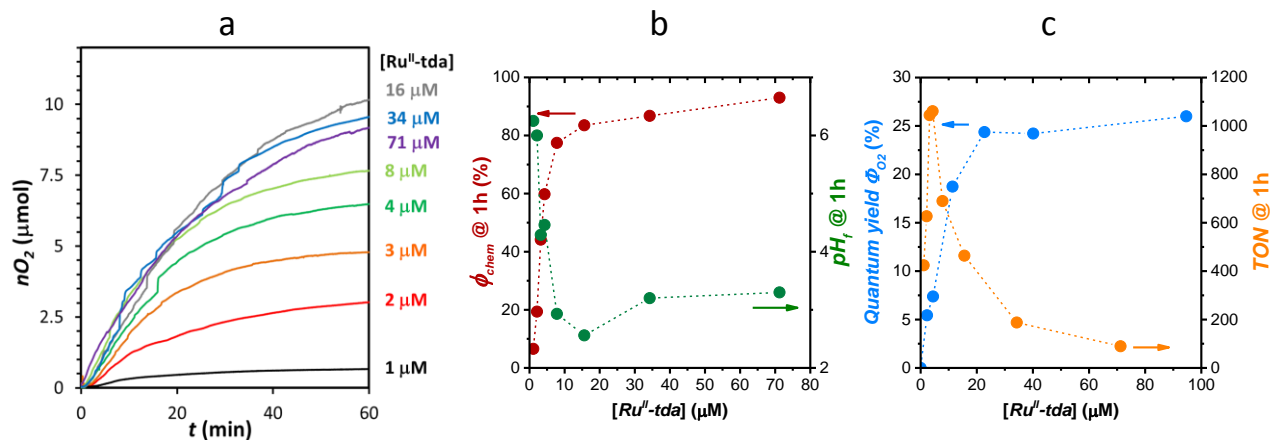 a
[Ruᴵᴵ-tda]
16 μM
34 μM
71 μM
8 μM
4 μM
3 μM
2 μM
1 μM
nO₂ (μmol)
10
7.5
5
2.5
0
0
20
40
60
t (min)
b
ϕchem @ 1h (%)
100
80
60
40
20
0
0
10
20
30
40
50
60
70
80
[Ruᴵᴵ-tda] (μM)
6
4
2
pHf @ 1h
c
Quantum yield ΦO2 (%)
30
25
20
15
10
5
0
0
20
40
60
80
100
[Ruᴵᴵ-tda] (μM)
1200
1000
800
600
400
200
0
TON @ 1h